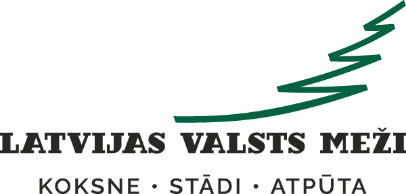 LATVIJAS VALSTS MEŽI
KOKSNE • STĀDI • ATPŪTA